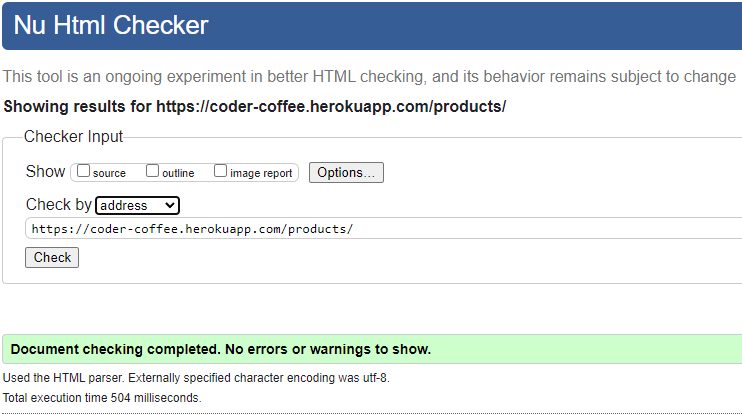 Nu Html Checker
This tool is an ongoing experiment in better HTML checking, and its behavior remains subject to change
Showing results for https://coder-coffee.herokuapp.com/products/
Checker Input
Show source outline image report Options...
Check by address
https://coder-coffee.herokuapp.com/products/
Check
Document checking completed. No errors or warnings to show.
Used the HTML parser. Externally specified character encoding was utf-8.
Total execution time 504 milliseconds.